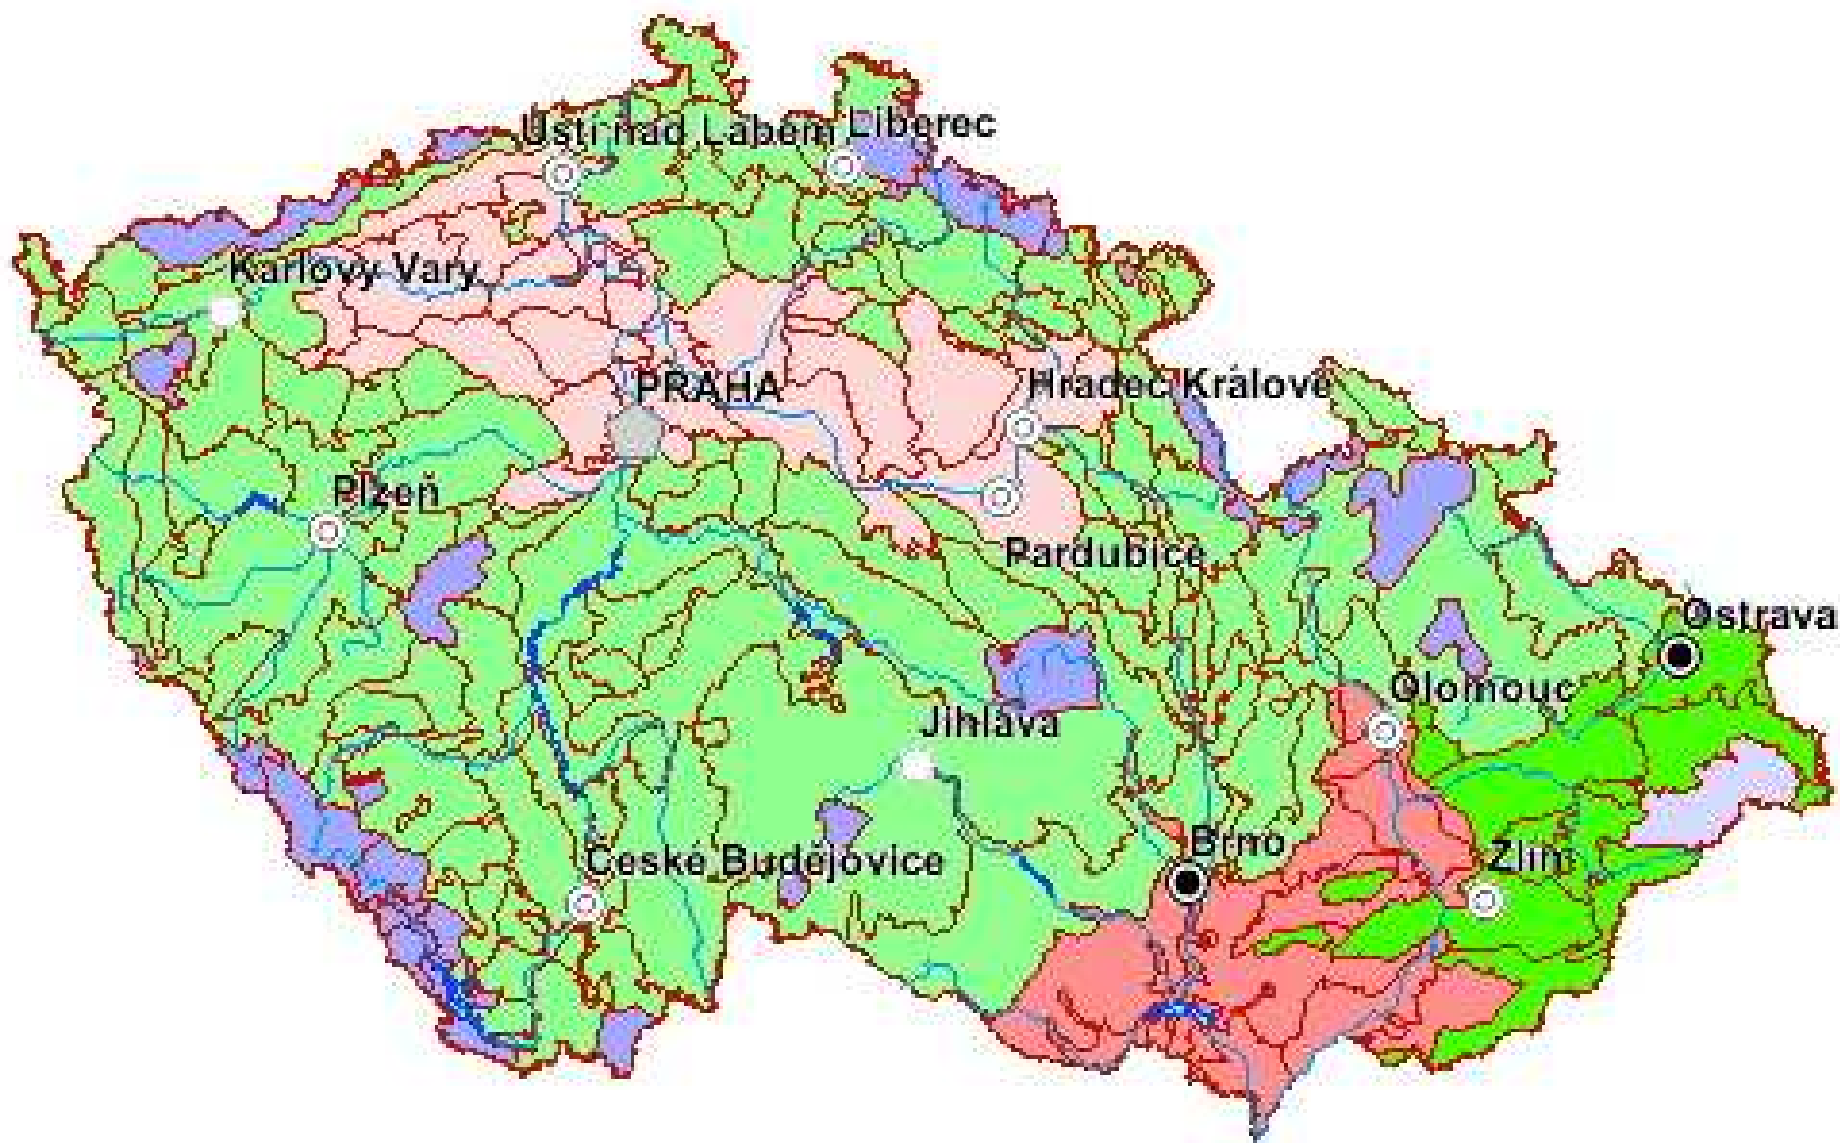 Ústí nad Labem
Liberec
Karlovy Vary
PRAHA
Hradec Králové
Plzeň
Pardubice
Ostrava
Olomouc
Jihlava
Brno
České Budějovice
Zlín